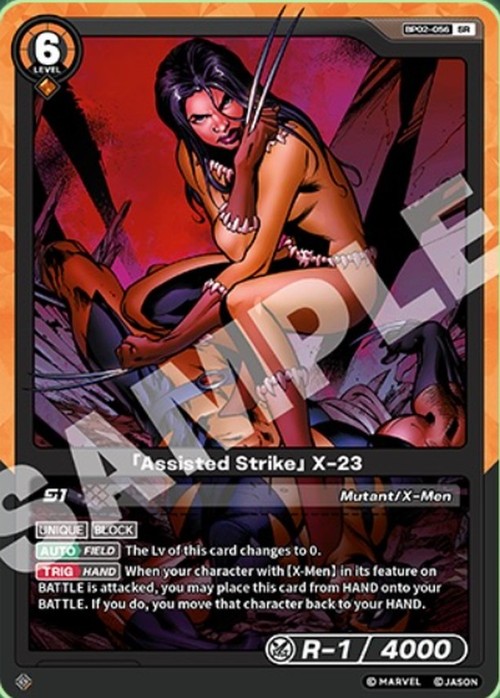 6
LEVEL
BP02-056 SR
SAMPLE
「Assisted Strike」 X-23
S1
Mutant/X-Men
UNIQUE BLOCK
AUTO FIELD The Lv of this card changes to 0.
TRIG HAND When your character with [X-Men] in its feature on
BATTLE is attacked, you may place this card from HAND onto your
BATTLE. If you do, you move that character back to your HAND.
R-1 / 4000
© MARVEL ©JASON